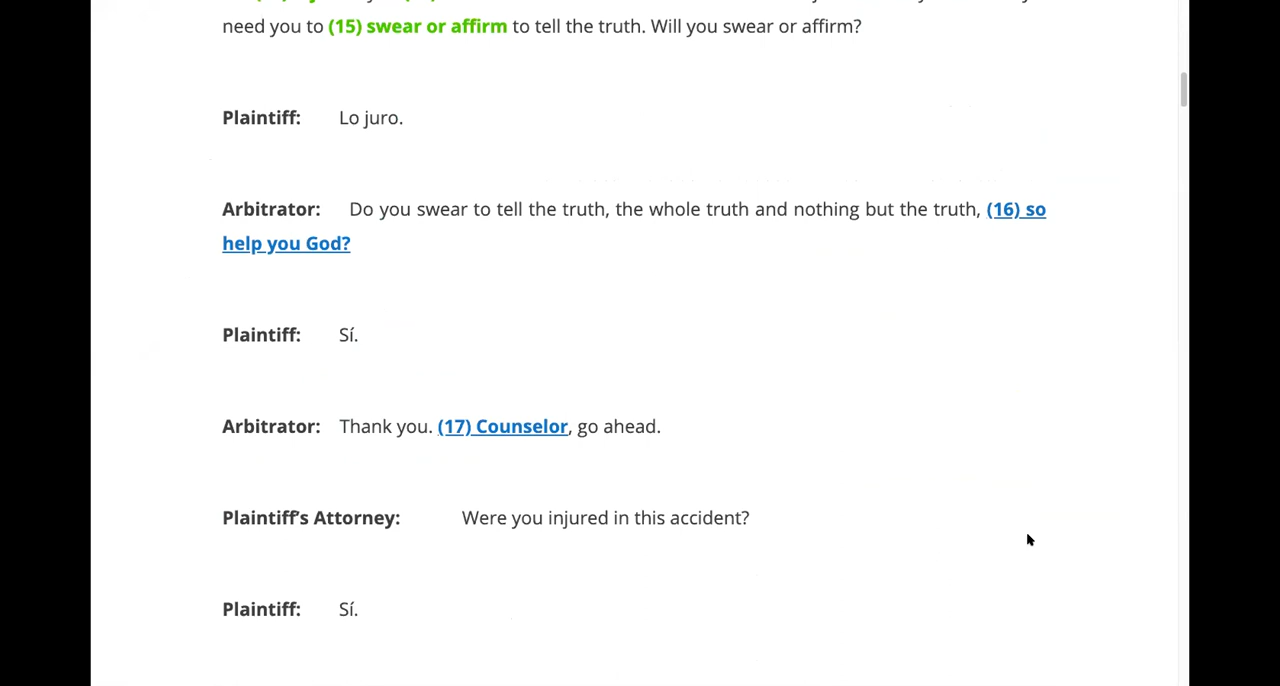 need you to (15) swear or affirm to tell the truth. Will you swear or affirm?
Plaintiff: Lo juro.
Arbitrator: Do you swear to tell the truth, the whole truth and nothing but the truth, (16) so
help you God?
Plaintiff: Sí.
Arbitrator: Thank you. (17) Counselor, go ahead.
Plaintiff's Attorney: Were you injured in this accident?
Plaintiff: Sí.